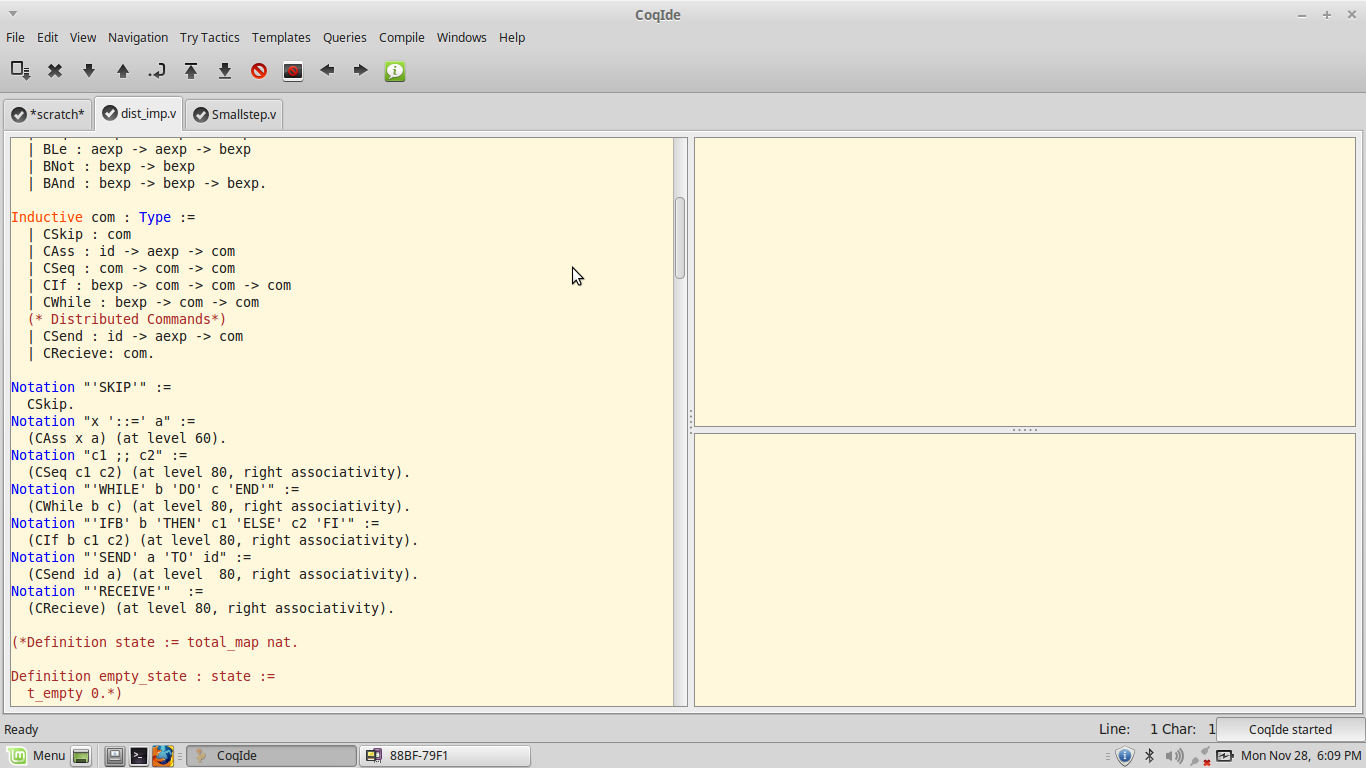 CoqIde
File Edit View Navigation Try Tactics Templates Queries Compile Windows Help
*scratch* dist_imp.v Smallstep.v
| BLe : aexp -> aexp -> bexp
| BNot : bexp -> bexp
| BAnd : bexp -> bexp -> bexp.
Inductive com : Type :=
| CSkip : com
| CAss : id -> aexp -> com
| CSeq : com -> com -> com
| CIf : bexp -> com -> com -> com
| CWhile : bexp -> com -> com
(* Distributed Commands*)
| CSend : id -> aexp -> com
| CRecieve: com.
Notation "'SKIP'" :=
CSkip.
Notation "x '::=' a" :=
(CAss x a) (at level 60).
Notation "c1 ;; c2" :=
(CSeq c1 c2) (at level 80, right associativity).
Notation "'WHILE' b 'DO' c 'END'" :=
(CWhile b c) (at level 80, right associativity).
Notation "'IFB' b 'THEN' c1 'ELSE' c2 'FI'" :=
(CIf b c1 c2) (at level 80, right associativity).
Notation "'SEND' a 'TO' id" :=
(CSend id a) (at level  80, right associativity).
Notation "'RECEIVE'"  :=
(CRecieve) (at level 80, right associativity).
(*Definition state := total_map nat.
Definition empty_state : state :=
t_empty 0.*)
Ready Line: 1 Char: 1 CoqIde started
Menu CoqIde 88BF-79F1 Mon Nov 28, 6:09 PM